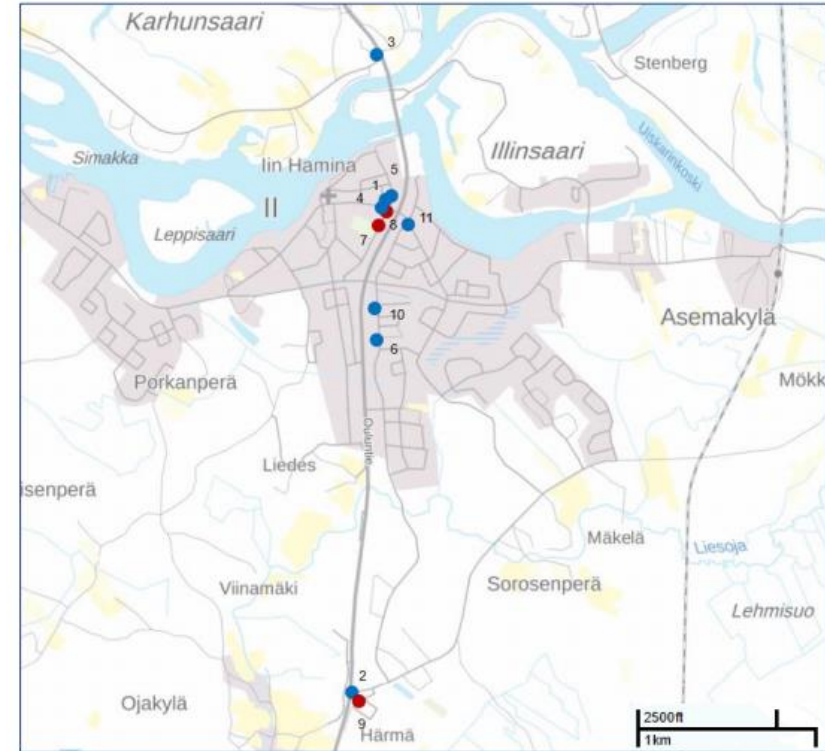 Karhunsaari
3
Stenberg
Uiskarinkoski
Simakka
Iin Hamina
Illinsaari
5
1
4
II
Leppisaari
8
11
7
10
Asemakylä
6
Porkanperä
Mökk
Ouluntie
Liedes
isenperä
Mäkelä
Liesoja
Viinamäki
Sorosenperä
Lehmisuo
2
Ojakylä
9
Härmä
2500ft
1km